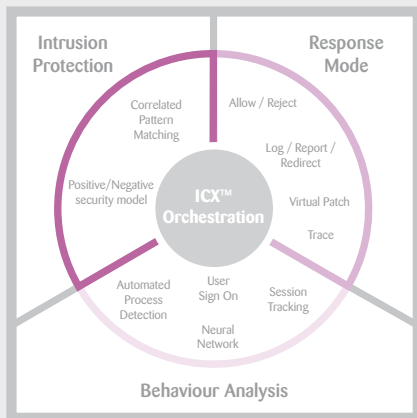 Intrusion
Protection
Response
Mode
Correlated
Pattern
Matching
Positive/Negative
security model
Allow / Reject
Log / Report /
Redirect
Virtual Patch
Trace
ICX™
Orchestration
Automated
Process
Detection
User
Sign On
Neural
Network
Session
Tracking
Behaviour Analysis